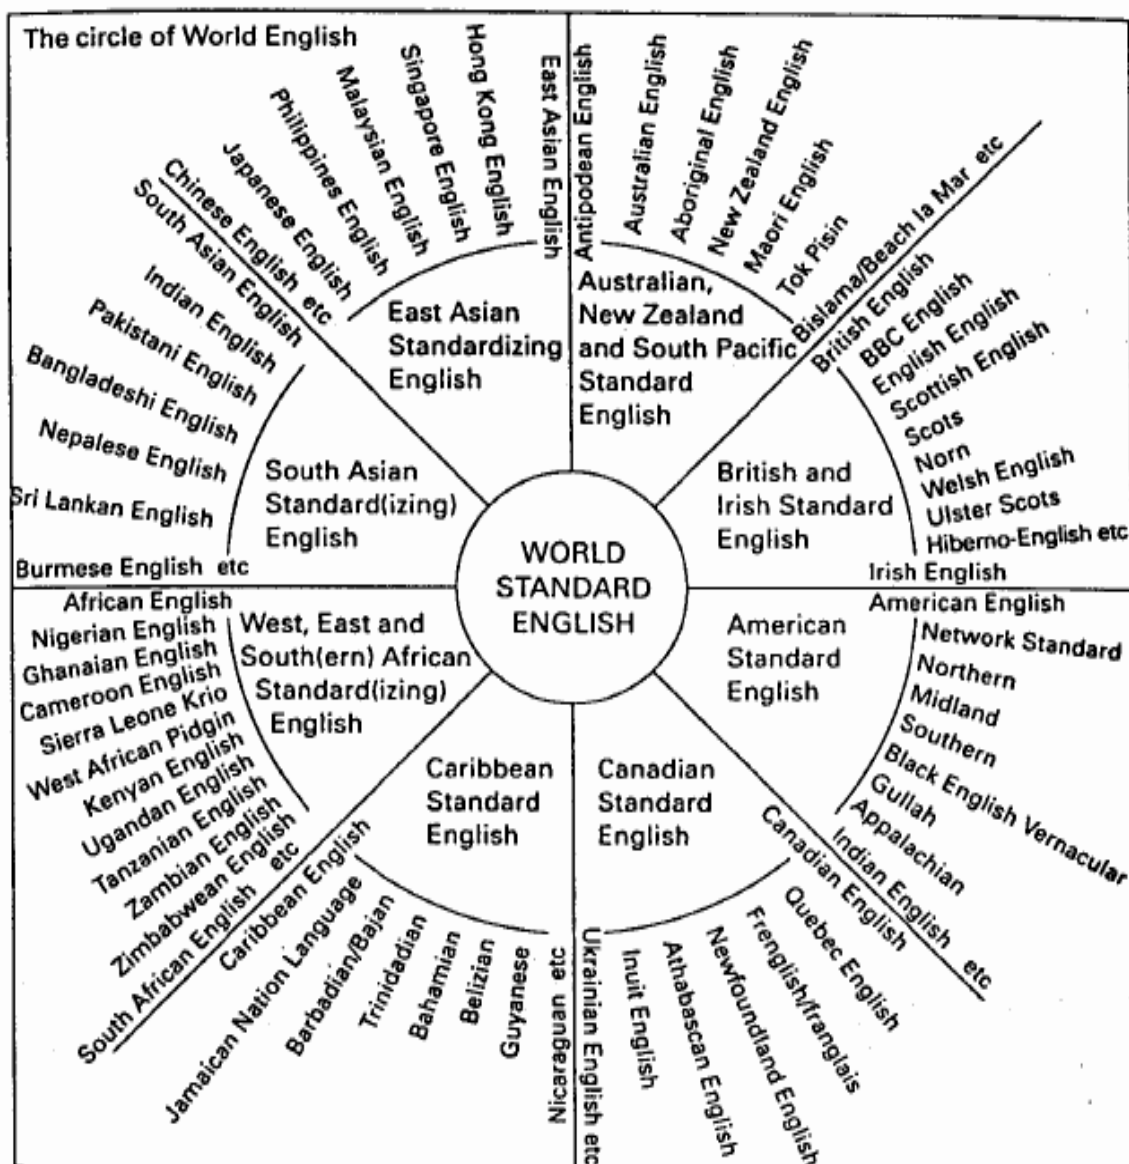 The circle of World English
East Asian English
Hong Kong English
Singapore English
Malaysian English
Philippines English
Japanese English
Chinese English etc
East Asian
Standardizing
English
Antipodean English
Australian English
Aboriginal English
New Zealand English
Maori English
Tok Pisin
Bislama/Beach la Mar etc
Australian,
New Zealand
and South Pacific
Standard
English
British English
BBC English
English English
Scottish English
Scots
Norn
Welsh English
Ulster Scots
Hiberno-English etc
Irish English
British and
Irish Standard
English
American English
Network Standard
Northern
Midland
Southern
Black English Vernacular
Gullah
Appalachian
Indian English etc
American
Standard
English
Canadian English
Quebec English
Frenglish/franglais
Newfoundland English
Athabascan English
Inuit English
Ukrainian English etc
Canadian
Standard
English
Caribbean English
Jamaican Nation Language
Barbadian/Bajan
Trinidadian
Bahamian
Belizian
Guyanese
Nicaraguan etc
Caribbean
Standard
English
African English
Nigerian English
Ghanaian English
Cameroon English
Sierra Leone Krio
West African Pidgin
Kenyan English
Ugandan English
Tanzanian English
Zambian English
Zimbabwean English
South African English etc
West, East and
South(ern) African
Standard(izing)
English
South Asian English
Indian English
Pakistani English
Bangladeshi English
Nepalese English
Sri Lankan English
Burmese English etc
South Asian
Standard(izing)
English
WORLD
STANDARD
ENGLISH